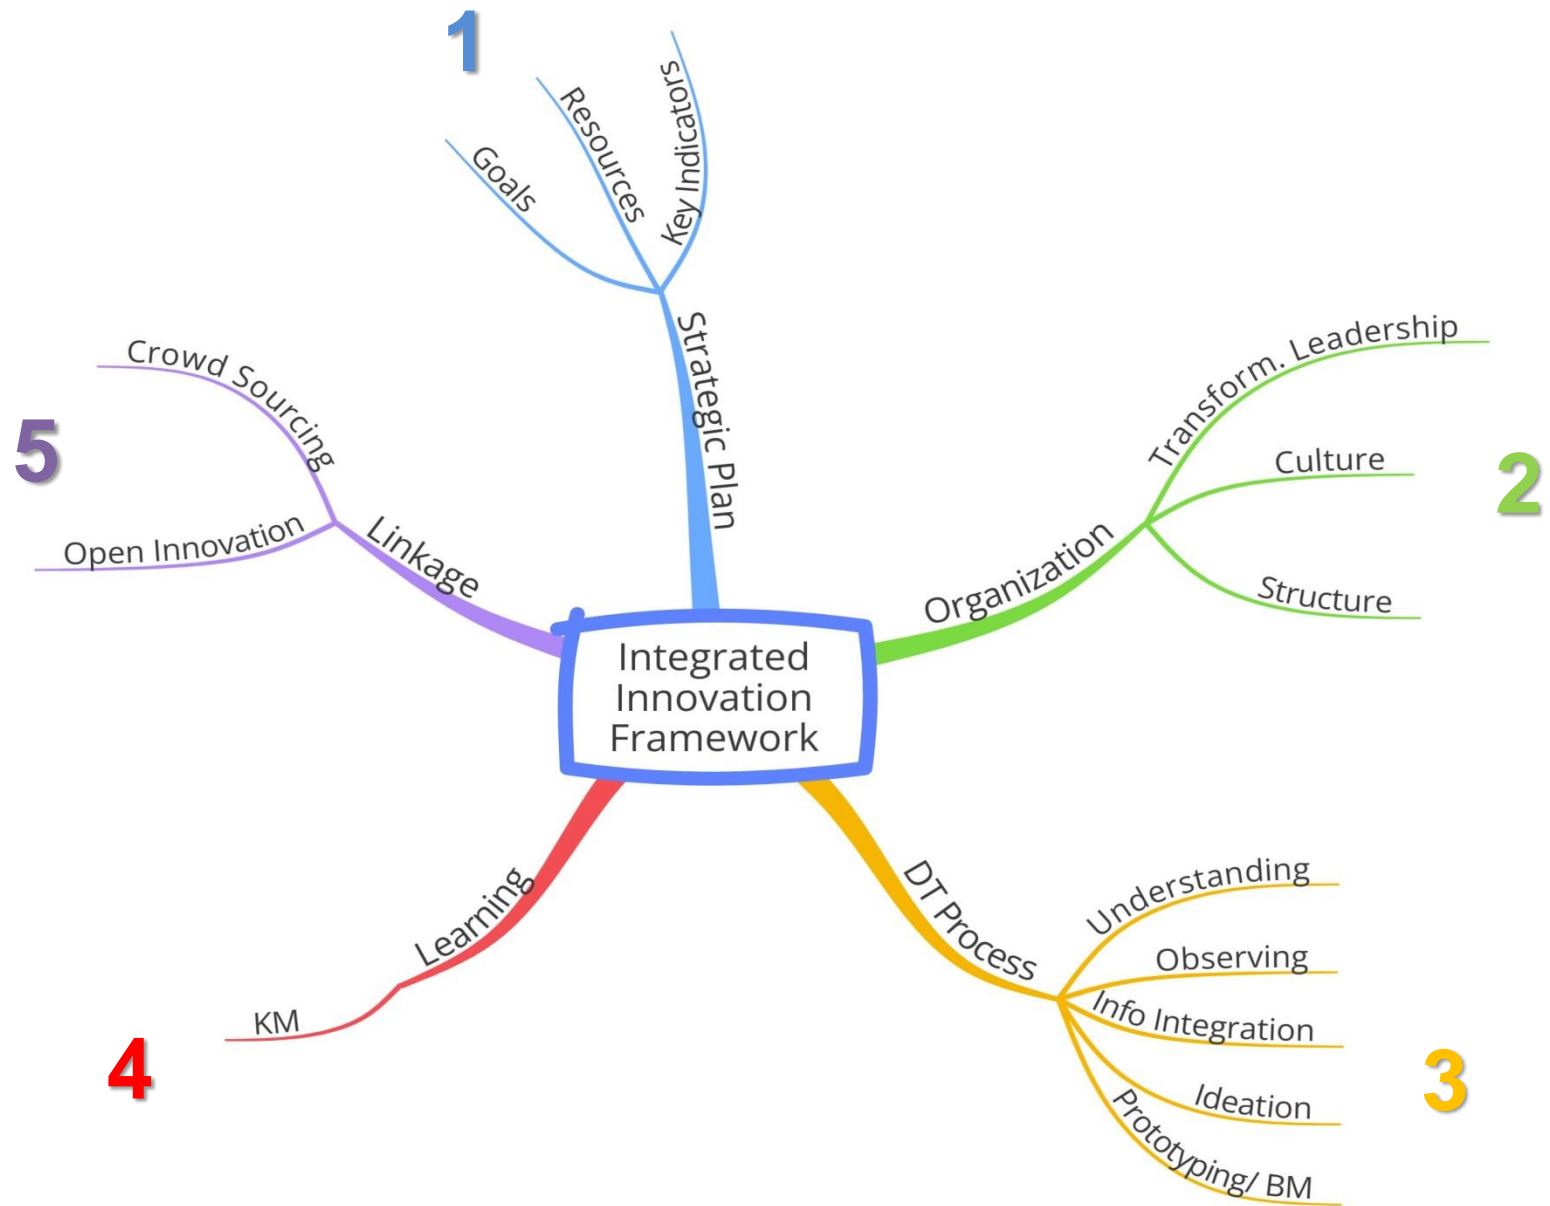 1
Goals
Resources
Key Indicators
Strategic Plan
Transform. Leadership
Culture
Structure
Organization
2
Integrated
Innovation
Framework
DT Process
Understanding
Observing
Info Integration
Ideation
Prototyping/ BM
3
Learning
KM
4
Linkage
Crowd Sourcing
Open Innovation
5